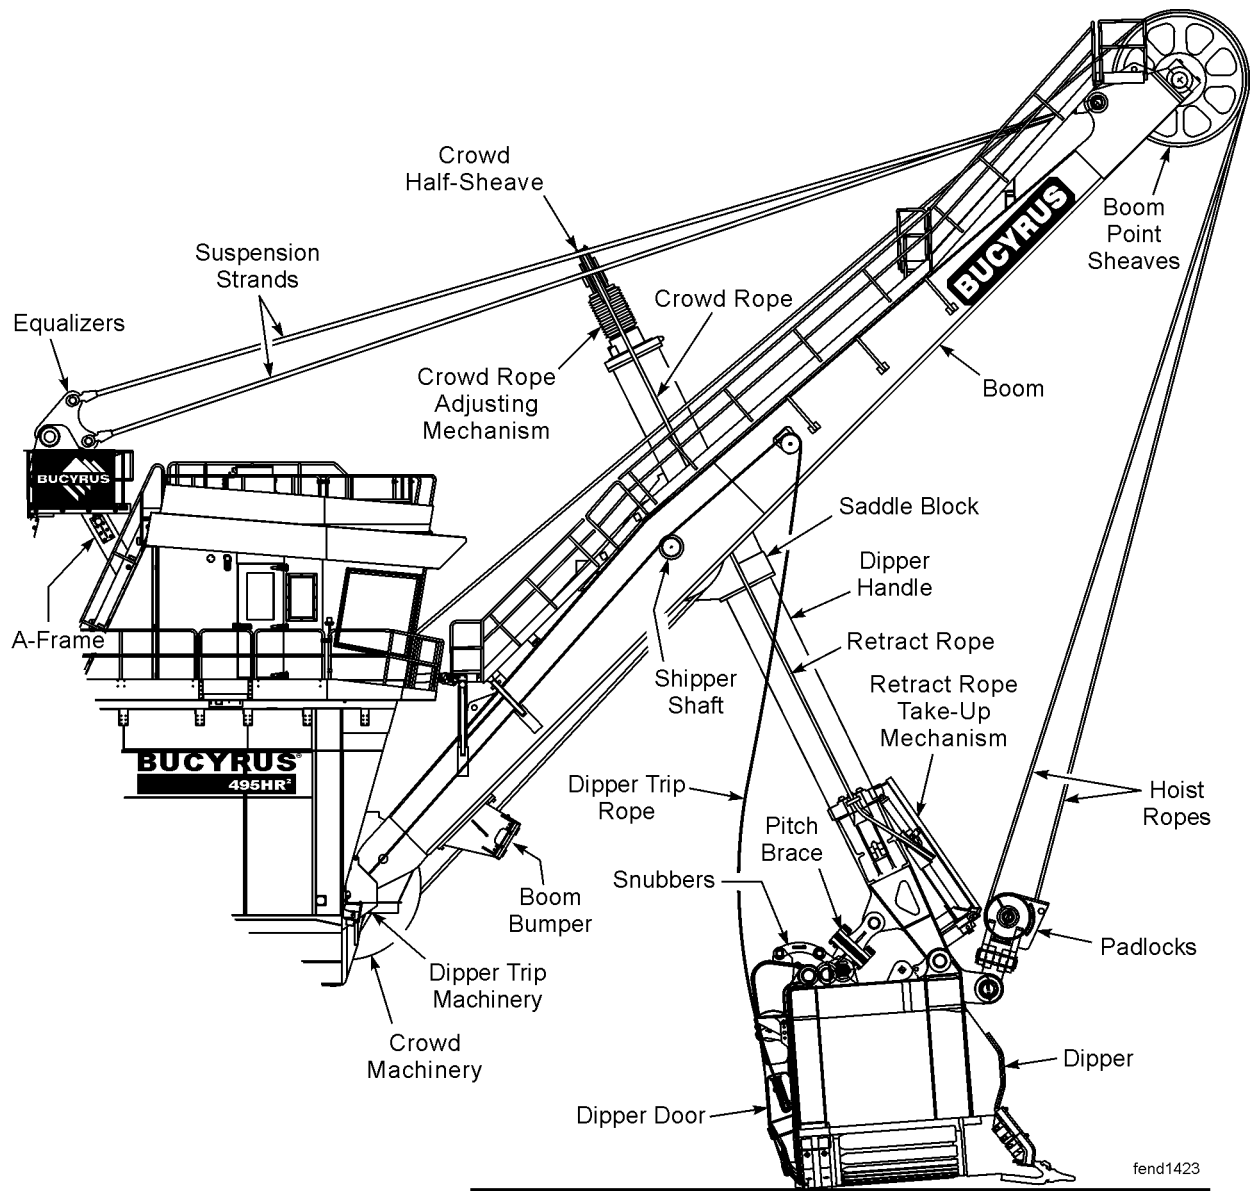 Crowd
Half-Sheave
Suspension
Strands
Equalizers
Crowd Rope
Crowd Rope
Adjusting
Mechanism
BUCYRUS
Boom
Point
Sheaves
Boom
BUCYRUS
A-Frame
Saddle Block
Dipper
Handle
Retract Rope
Shipper
Shaft
Retract Rope
Take-Up
Mechanism
BUCYRUS®
495HR²
Dipper Trip
Rope
Pitch
Brace
Hoist
Ropes
Snubbers
Boom
Bumper
Padlocks
Dipper Trip
Machinery
Crowd
Machinery
Dipper
Dipper Door
fend1423